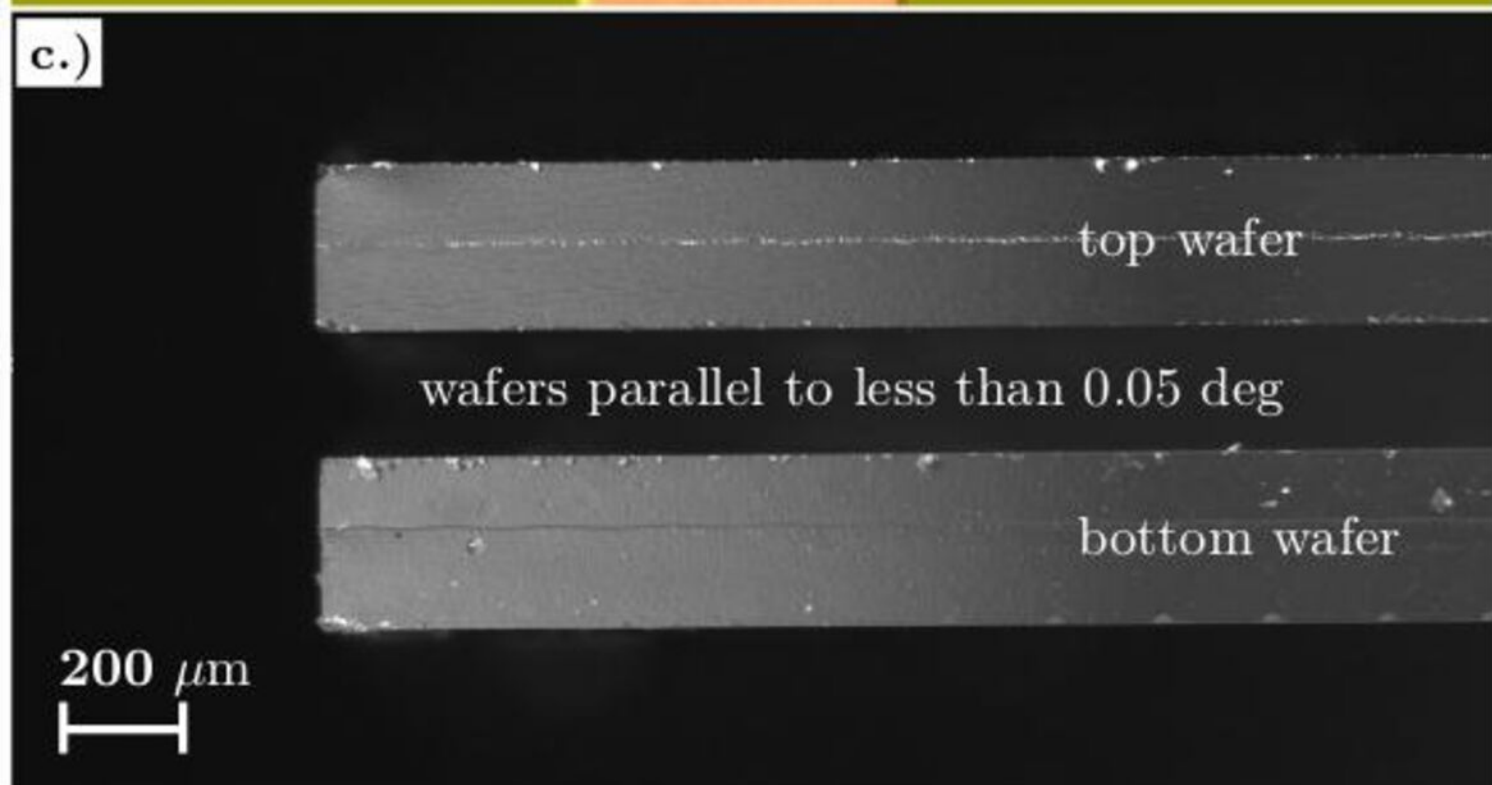 c.)
top wafer
wafers parallel to less than 0.05 deg
bottom wafer
200 μm